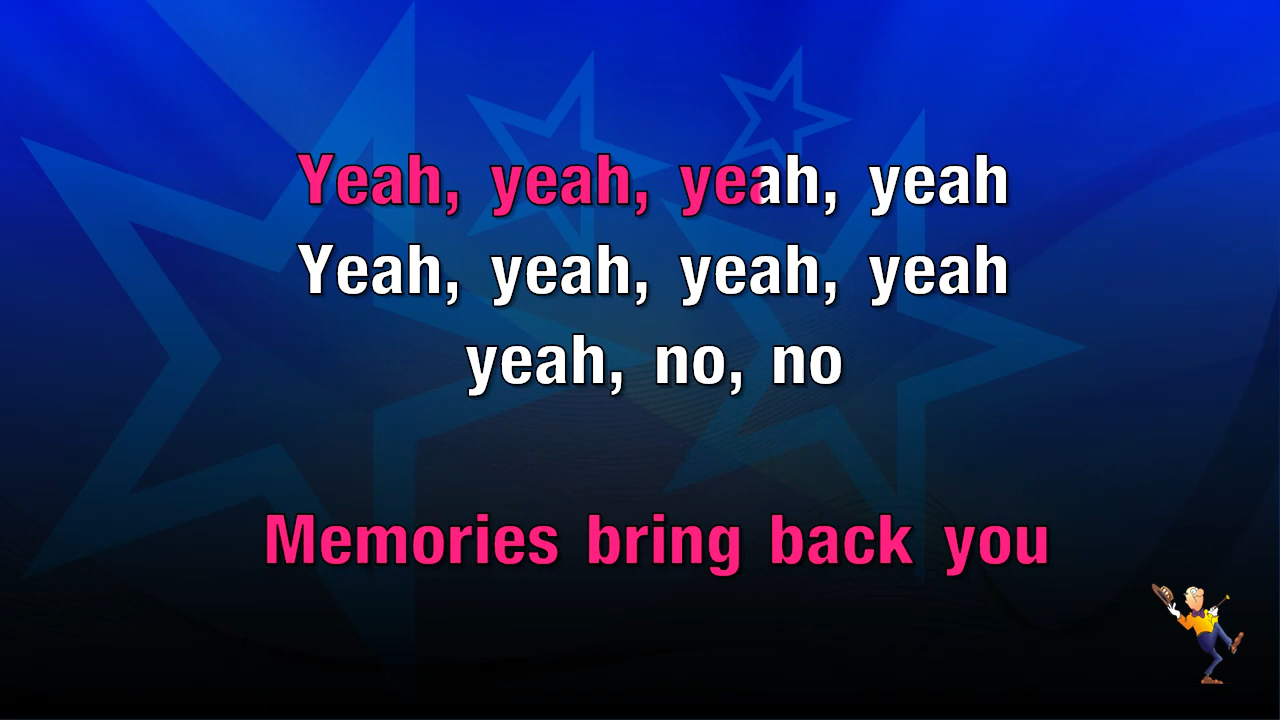 Yeah, yeah, yeah, yeah
Yeah, yeah, yeah, yeah
yeah, no, no
Memories bring back you